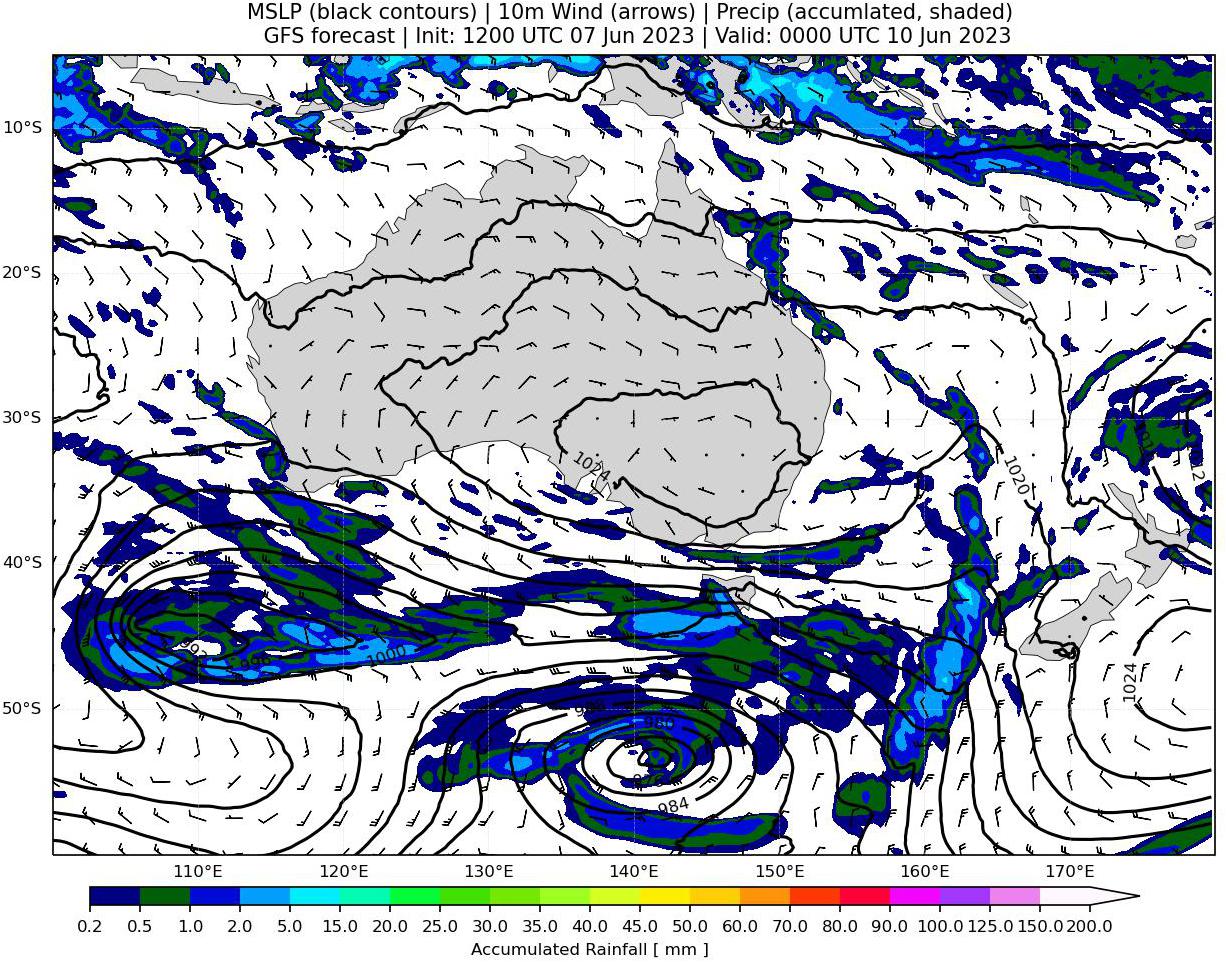 MSLP (black contours) | 10m Wind (arrows) | Precip (accumlated, shaded)
GFS forecast | Init: 1200 UTC 07 Jun 2023 | Valid: 0000 UTC 10 Jun 2023
10°S
20°S
30°S
1024
1020
40°S
992
1000
1024
50°S
980
976
984
110°E 120°E 130°E 140°E 150°E 160°E 170°E
0.2 0.5 1.0 2.0 5.0 10.0 15.0 20.0 25.0 30.0 35.0 40.0 45.0 50.0 60.0 70.0 80.0 90.0 100.0 125.0 150.0 200.0
Accumulated Rainfall [ mm ]